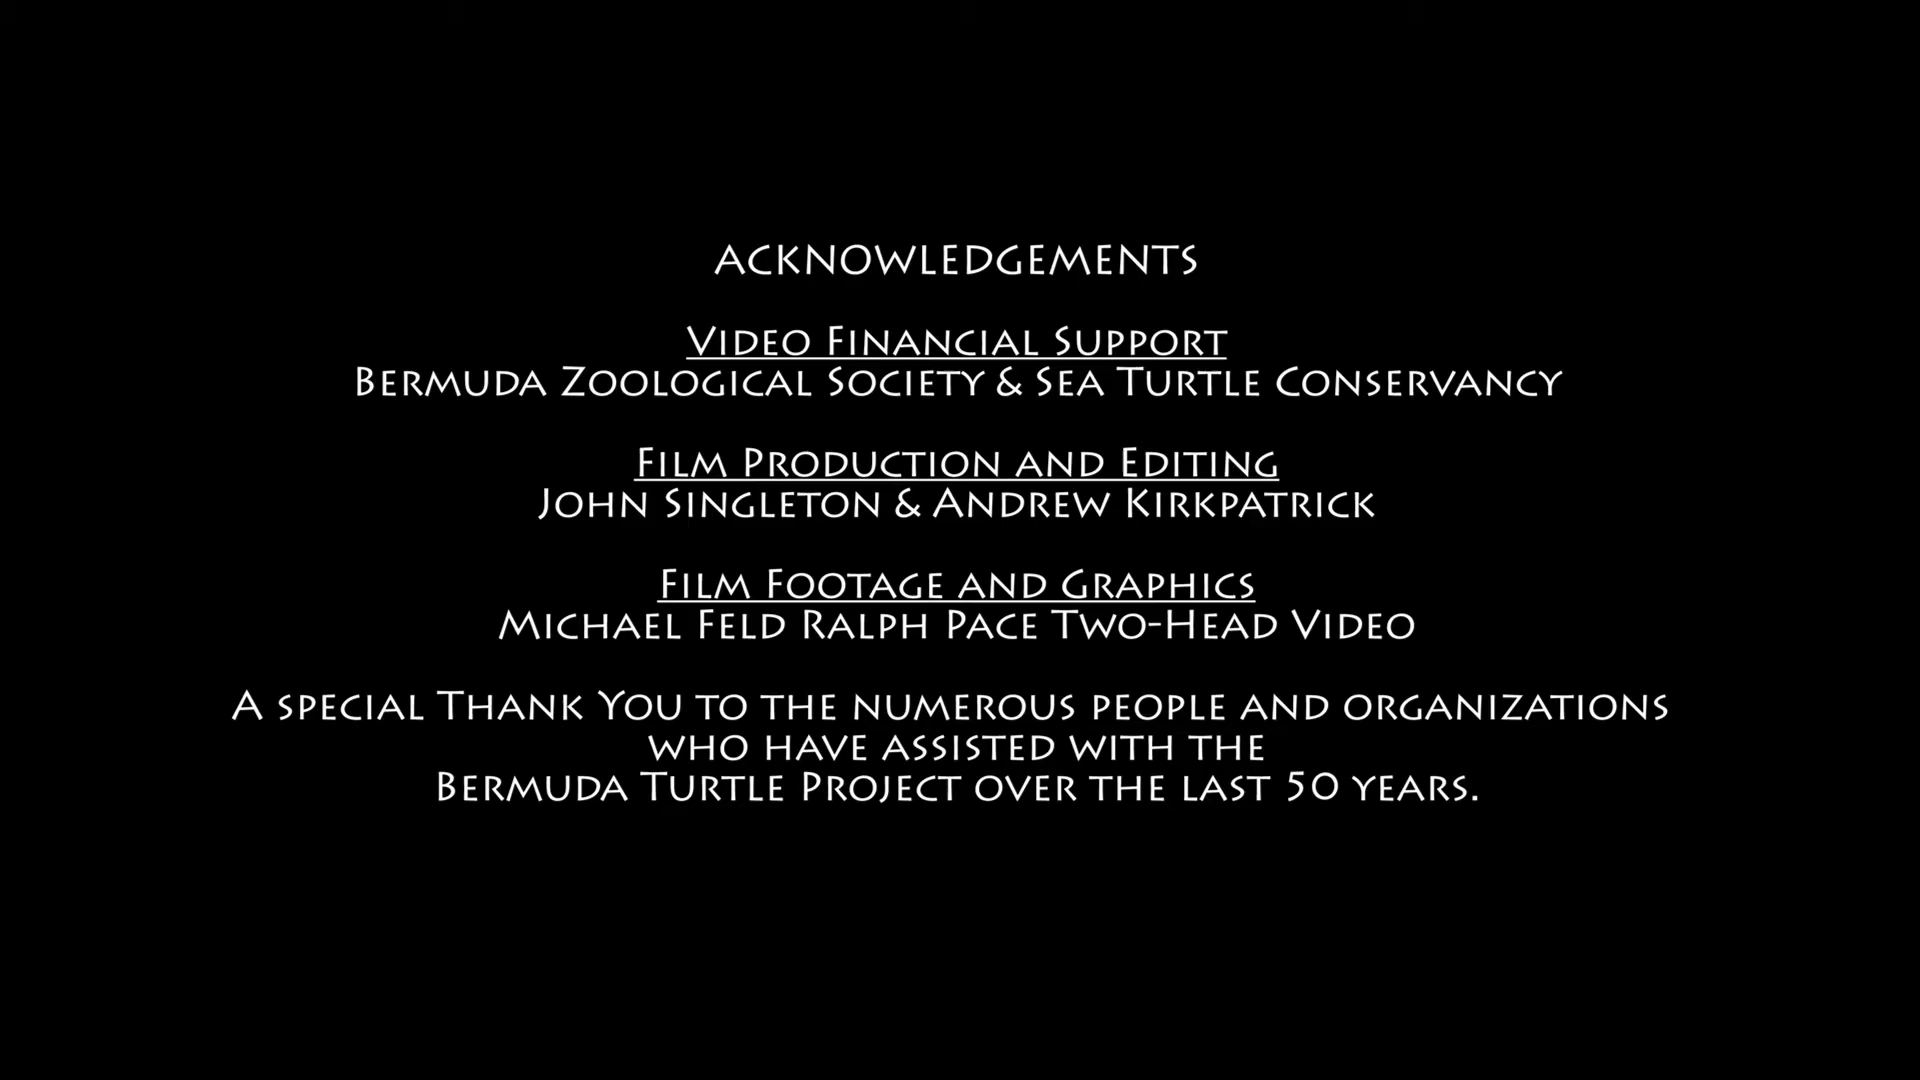 ACKNOWLEDGEMENTS
VIDEO FINANCIAL SUPPORT
BERMUDA ZOOLOGICAL SOCIETY & SEA TURTLE CONSERVANCY
FILM PRODUCTION AND EDITING
JOHN SINGLETON & ANDREW KIRKPATRICK
FILM FOOTAGE AND GRAPHICS
MICHAEL FELD RALPH PACE TWO-HEAD VIDEO
A SPECIAL THANK YOU TO THE NUMEROUS PEOPLE AND ORGANIZATIONS
WHO HAVE ASSISTED WITH THE
BERMUDA TURTLE PROJECT OVER THE LAST 50 YEARS.